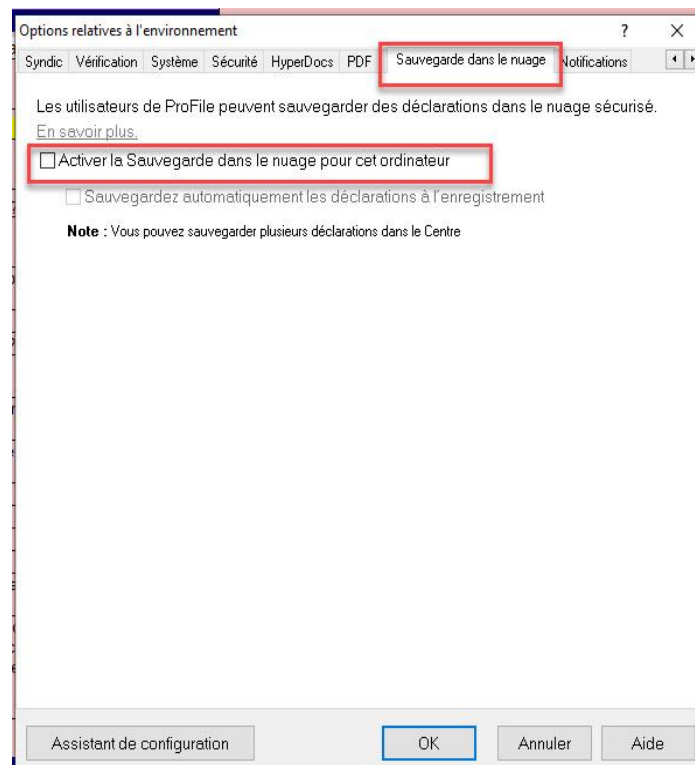 Options relatives à l'environnement ? X
Syndic Vérification Système Sécurité HyperDocs PDF Sauvegarde dans le nuage Notifications
Les utilisateurs de ProFile peuvent sauvegarder des déclarations dans le nuage sécurisé.
En savoir plus.
Activer la Sauvegarde dans le nuage pour cet ordinateur
Sauvegardez automatiquement les déclarations à l'enregistrement
Note : Vous pouvez sauvegarder plusieurs déclarations dans le Centre
Assistant de configuration OK Annuler Aide